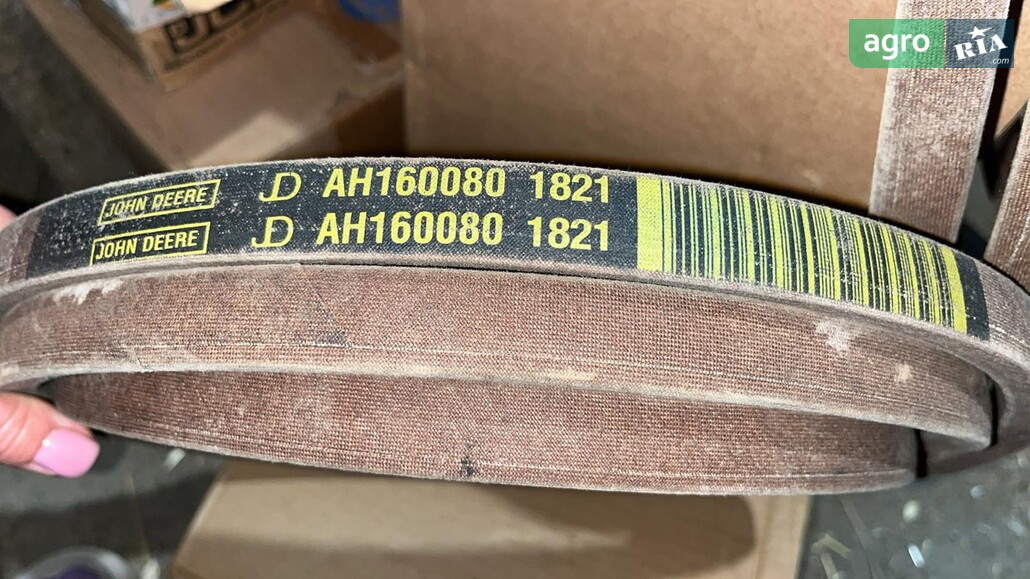 agro RIA
.com
JOHN DEERE JD AH160080 1821
JOHN DEERE JD AH160080 1821